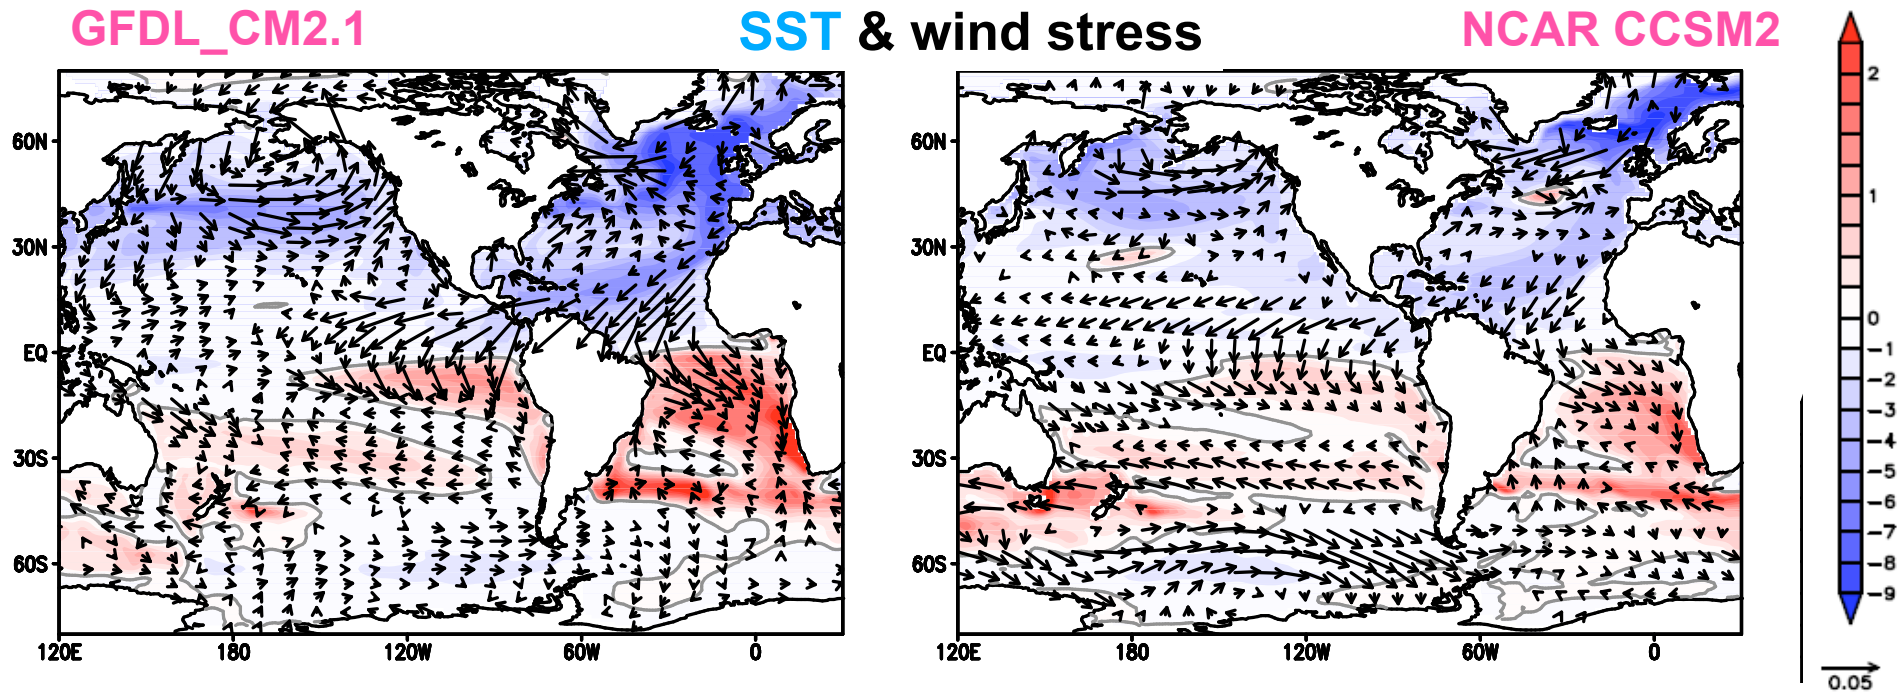 GFDL_CM2.1 SST & wind stress NCAR CCSM2
60N 60N
30N 30N
EQ EQ
30S 30S
60S 60S
120E 180 120W 60W 0 120E 180 120W 60W 0
2
1
0
-1
-2
-3
-4
-5
-6
-7
-8
-9
0.05